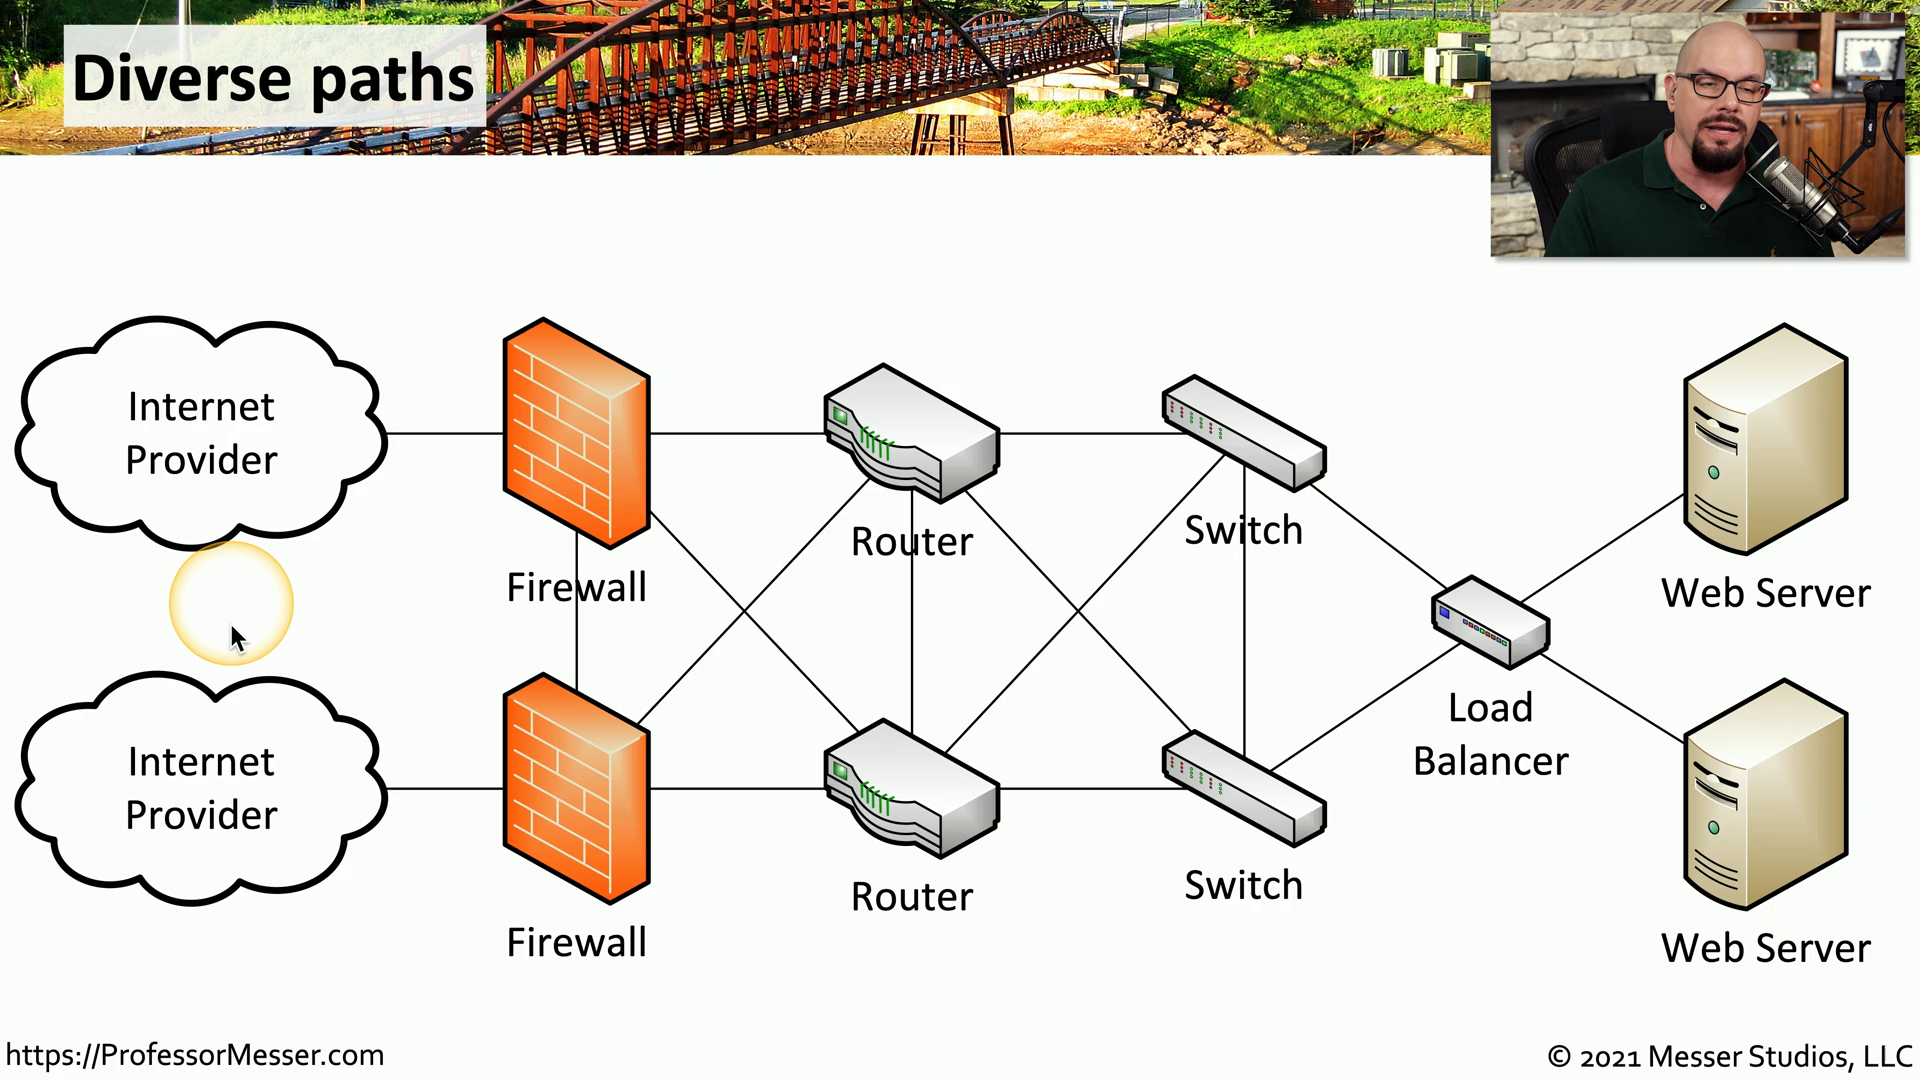 Diverse paths
Internet
Provider
Firewall
Router
Switch
Web Server
Load
Balancer
Internet
Provider
Firewall
Router
Switch
Web Server
https://ProfessorMesser.com
© 2021 Messer Studios, LLC